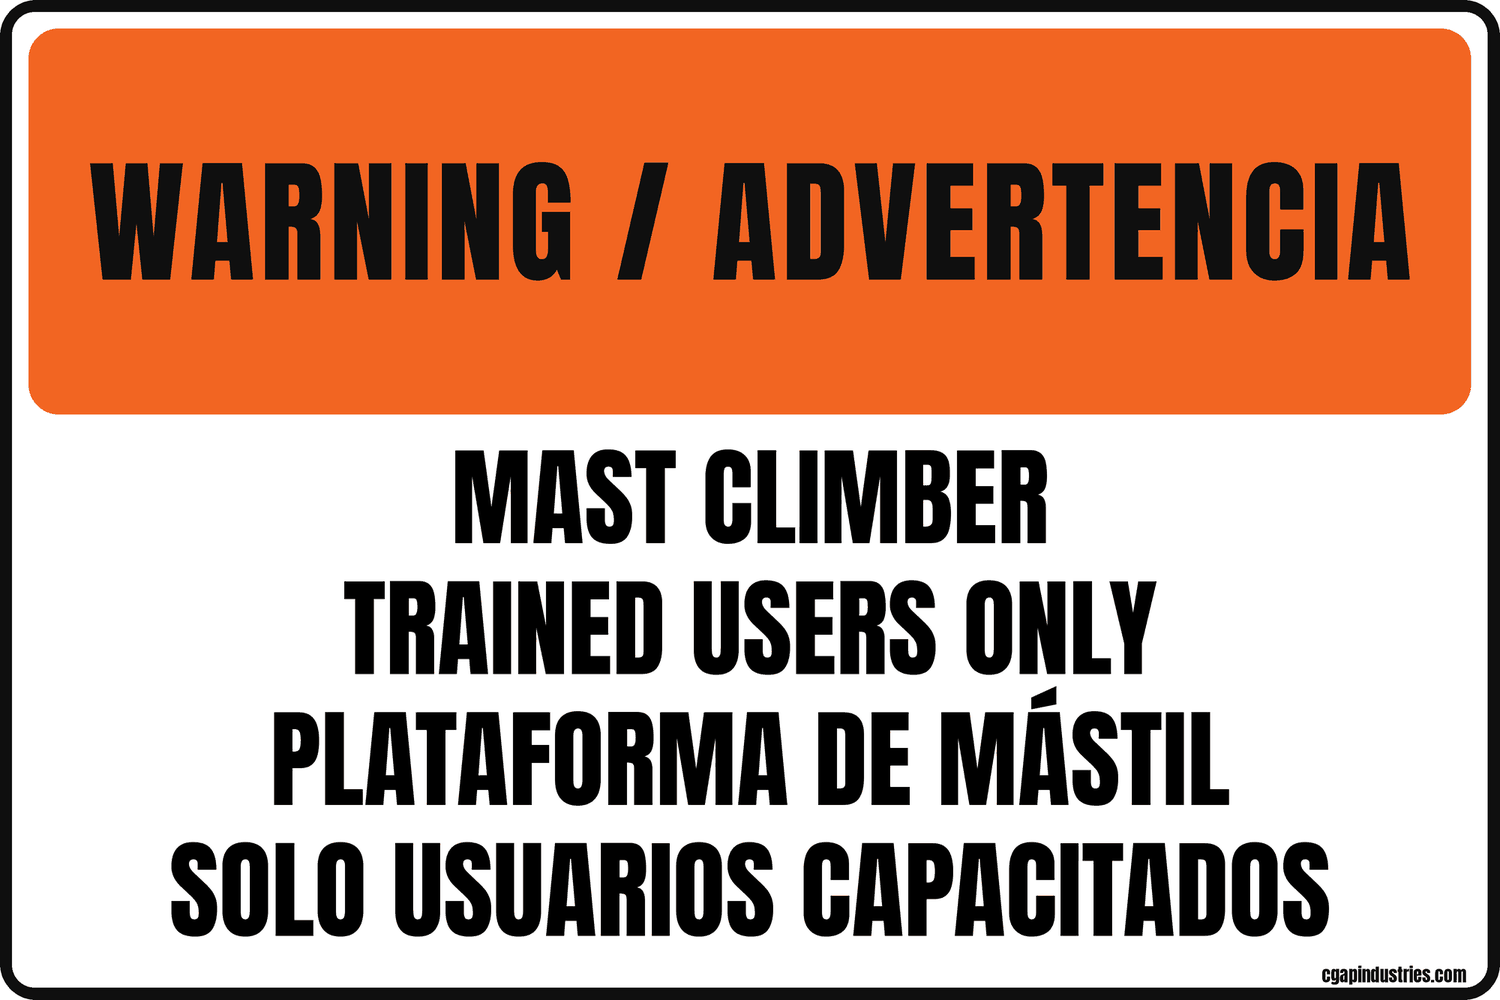 WARNING / ADVERTENCIA
MAST CLIMBER
TRAINED USERS ONLY
PLATAFORMA DE MÁSTIL
SOLO USUARIOS CAPACITADOS
cgapindustries.com